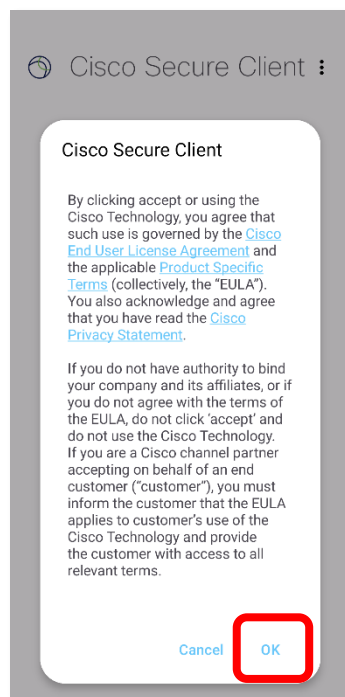 Cisco Secure Client
Cisco Secure Client
By clicking accept or using the
Cisco Technology, you agree that
such use is governed by the Cisco
End User License Agreement and
the applicable Product Specific
Terms (collectively, the “EULA”).
You also acknowledge and agree
that you have read the Cisco
Privacy Statement.
If you do not have authority to bind
your company and its affiliates, or if
you do not agree with the terms of
the EULA, do not click ‘accept’ and
do not use the Cisco Technology.
If you are a Cisco channel partner
accepting on behalf of an end
customer (“customer”), you must
inform the customer that the EULA
applies to customer’s use of the
Cisco Technology and provide
the customer with access to all
relevant terms.
Cancel OK